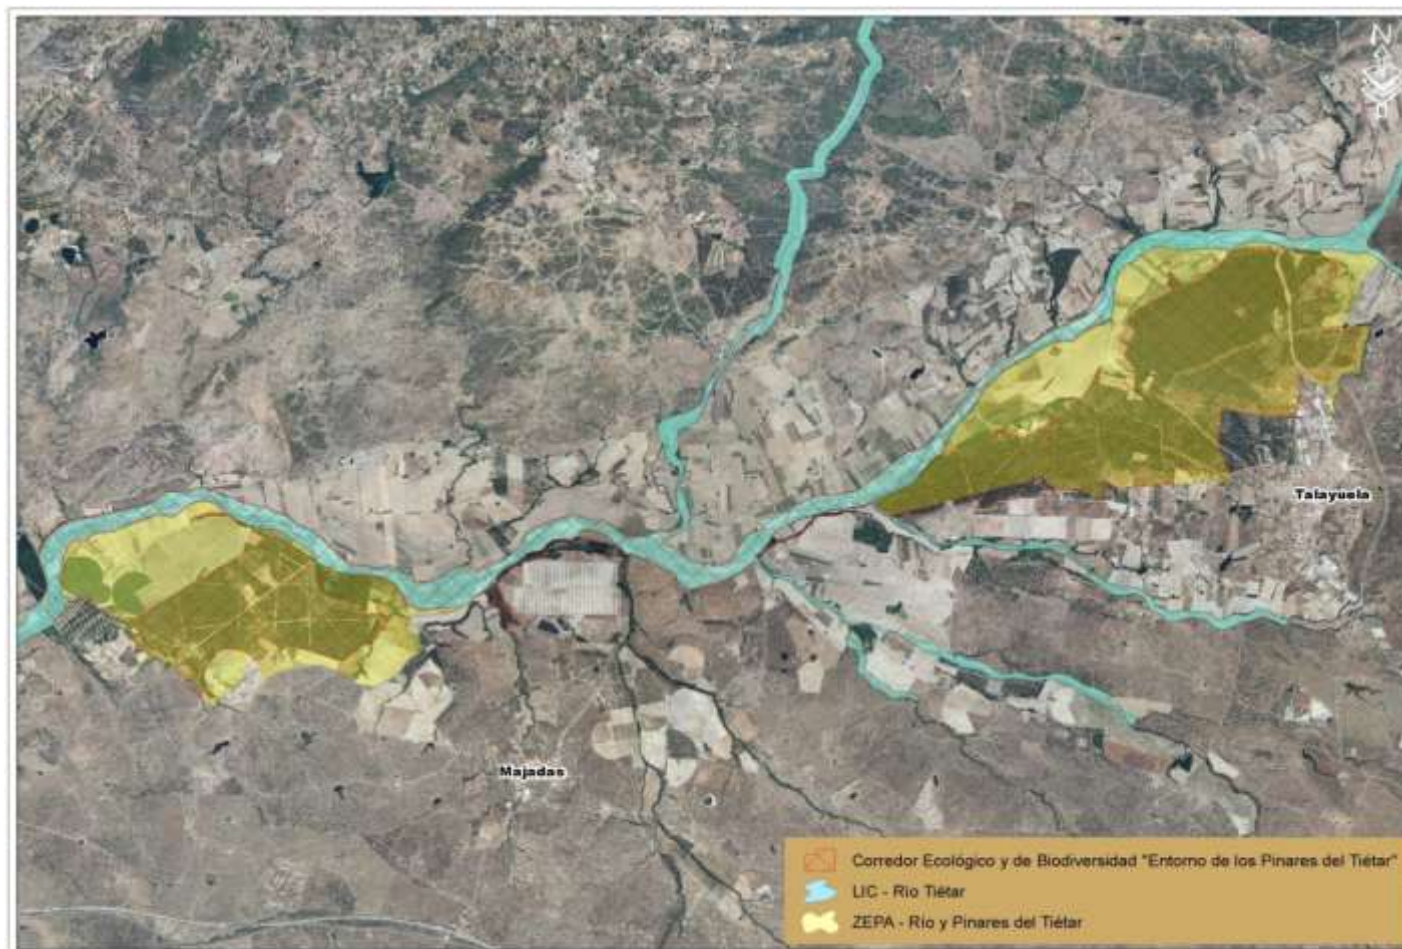 N
Talayuela
Majadas
Corredor Ecológico y de Biodiversidad "Entorno de los Pinares del Tiétar"
LIC - Río Tiétar
ZEPA - Río y Pinares del Tiétar